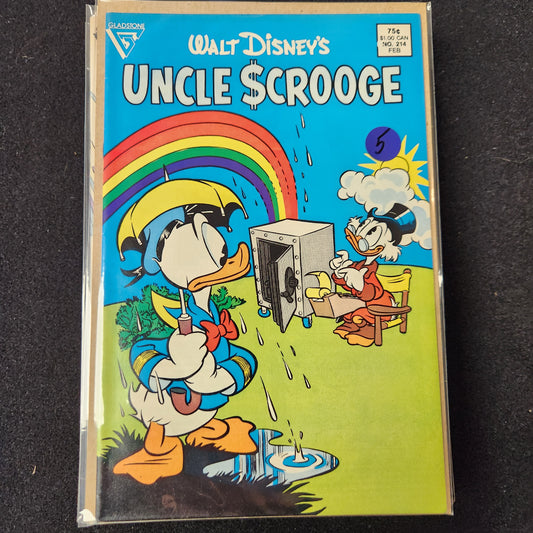 GLADSTONE
WALT DISNEY'S
UNCLE $CROOGE
75¢
$1.00 CAN
NO. 214
FEB
5